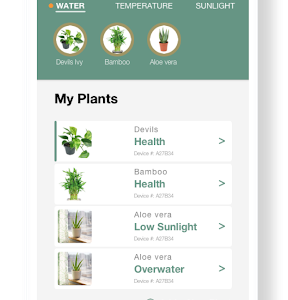 WATER TEMPERATURE SUNLIGHT
Devils Ivy Bamboo Aloe vera
My Plants
Devils
Health >
Device #: A27B34
Bamboo
Health >
Device #: A27B34
Aloe vera
Low Sunlight >
Device #: A27B34
Aloe vera
Overwater >
Device #: A27B34